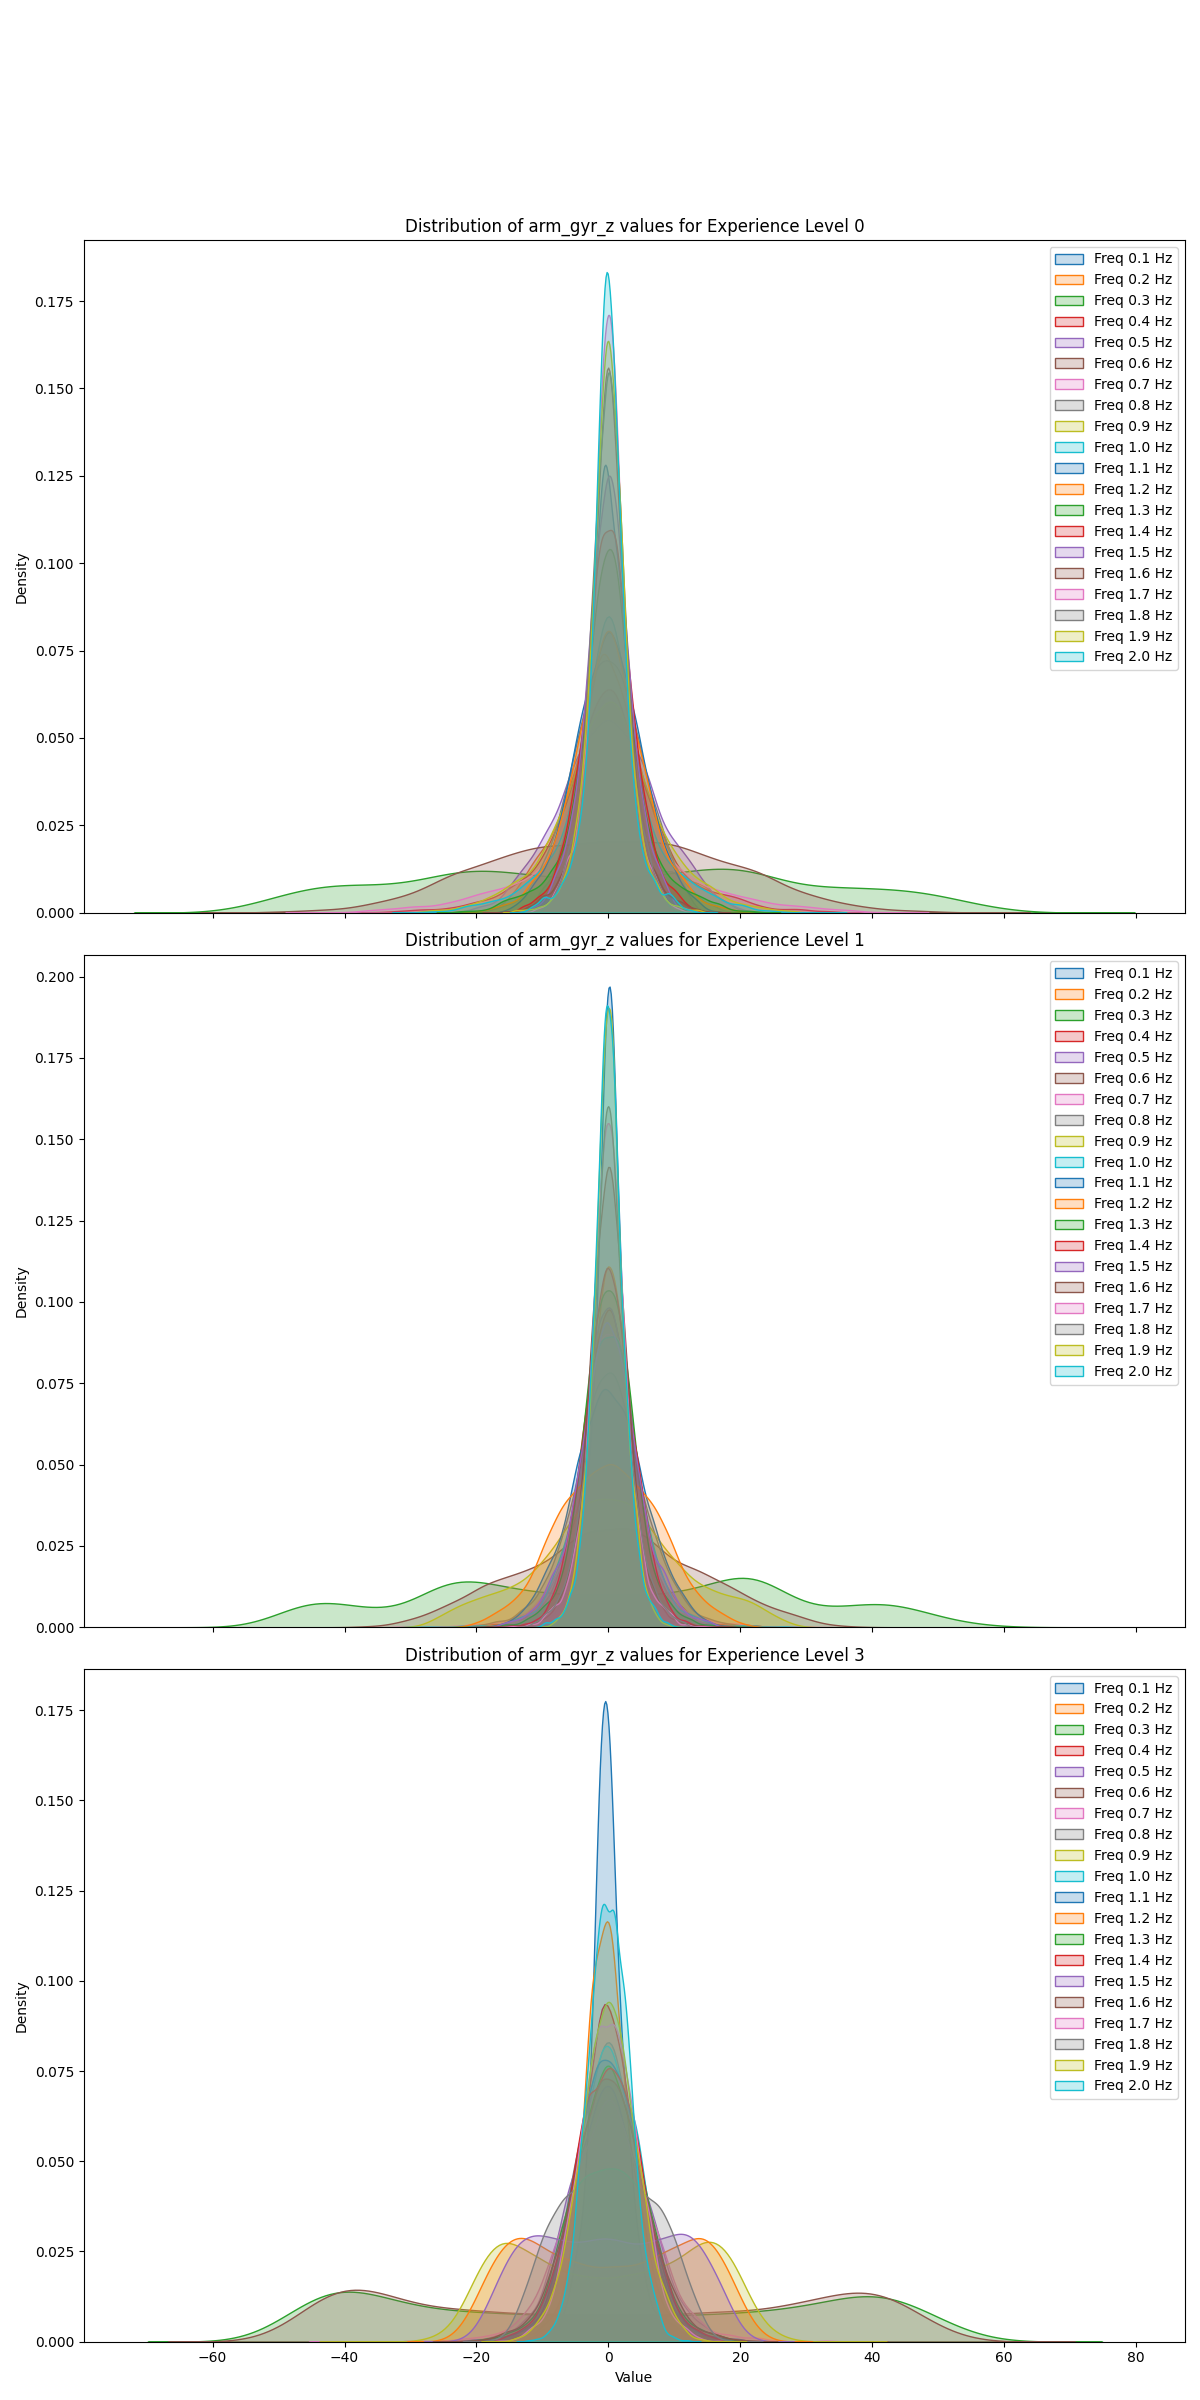 Distribution of arm_gyr_z values for Experience Level 0
Density
0.175
0.150
0.125
0.100
0.075
0.050
0.025
0.000
Freq 0.1 Hz
Freq 0.2 Hz
Freq 0.3 Hz
Freq 0.4 Hz
Freq 0.5 Hz
Freq 0.6 Hz
Freq 0.7 Hz
Freq 0.8 Hz
Freq 0.9 Hz
Freq 1.0 Hz
Freq 1.1 Hz
Freq 1.2 Hz
Freq 1.3 Hz
Freq 1.4 Hz
Freq 1.5 Hz
Freq 1.6 Hz
Freq 1.7 Hz
Freq 1.8 Hz
Freq 1.9 Hz
Freq 2.0 Hz
Distribution of arm_gyr_z values for Experience Level 1
Density
0.200
0.175
0.150
0.125
0.100
0.075
0.050
0.025
0.000
Freq 0.1 Hz
Freq 0.2 Hz
Freq 0.3 Hz
Freq 0.4 Hz
Freq 0.5 Hz
Freq 0.6 Hz
Freq 0.7 Hz
Freq 0.8 Hz
Freq 0.9 Hz
Freq 1.0 Hz
Freq 1.1 Hz
Freq 1.2 Hz
Freq 1.3 Hz
Freq 1.4 Hz
Freq 1.5 Hz
Freq 1.6 Hz
Freq 1.7 Hz
Freq 1.8 Hz
Freq 1.9 Hz
Freq 2.0 Hz
Distribution of arm_gyr_z values for Experience Level 3
Density
0.175
0.150
0.125
0.100
0.075
0.050
0.025
0.000
Freq 0.1 Hz
Freq 0.2 Hz
Freq 0.3 Hz
Freq 0.4 Hz
Freq 0.5 Hz
Freq 0.6 Hz
Freq 0.7 Hz
Freq 0.8 Hz
Freq 0.9 Hz
Freq 1.0 Hz
Freq 1.1 Hz
Freq 1.2 Hz
Freq 1.3 Hz
Freq 1.4 Hz
Freq 1.5 Hz
Freq 1.6 Hz
Freq 1.7 Hz
Freq 1.8 Hz
Freq 1.9 Hz
Freq 2.0 Hz
−60 −40 −20 0 20 40 60 80
Value